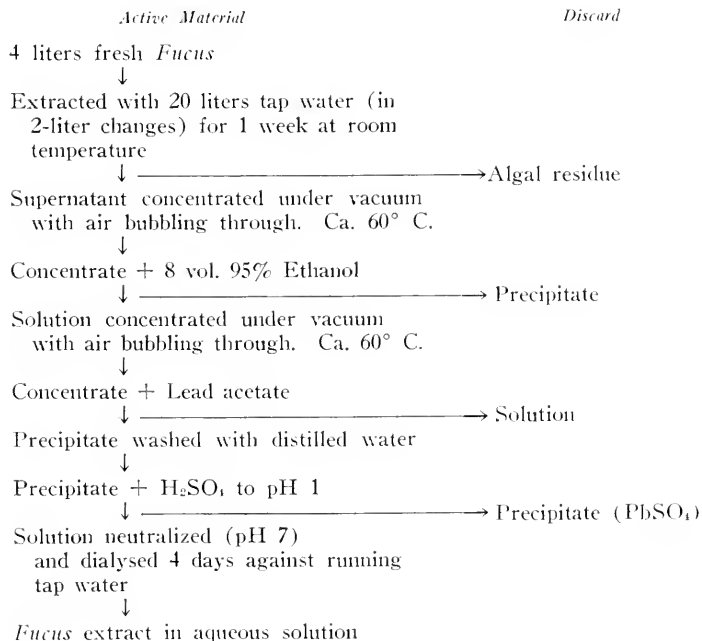 Active Material Discard
4 liters fresh Fucus
↓
Extracted with 20 liters tap water (in
2-liter changes) for 1 week at room
temperature
↓ → Algal residue
Supernatant concentrated under vacuum
with air bubbling through. Ca. 60° C.
↓
Concentrate + 8 vol. 95% Ethanol
↓ → Precipitate
Solution concentrated under vacuum
with air bubbling through. Ca. 60° C.
↓
Concentrate + Lead acetate
↓ → Solution
Precipitate washed with distilled water
↓
Precipitate + H₂SO₄ to pH 1
↓ → Precipitate (PbSO₄)
Solution neutralized (pH 7)
and dialysed 4 days against running
tap water
↓
Fucus extract in aqueous solution